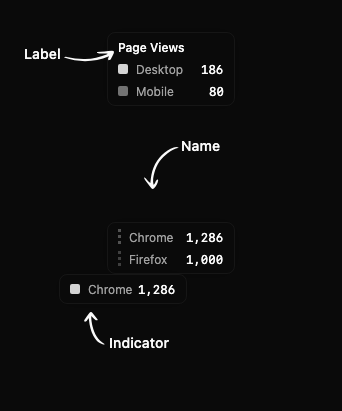 Page Views
Label
Desktop 186
Mobile 80
Name
Chrome 1,286
Firefox 1,000
Chrome 1,286
Indicator